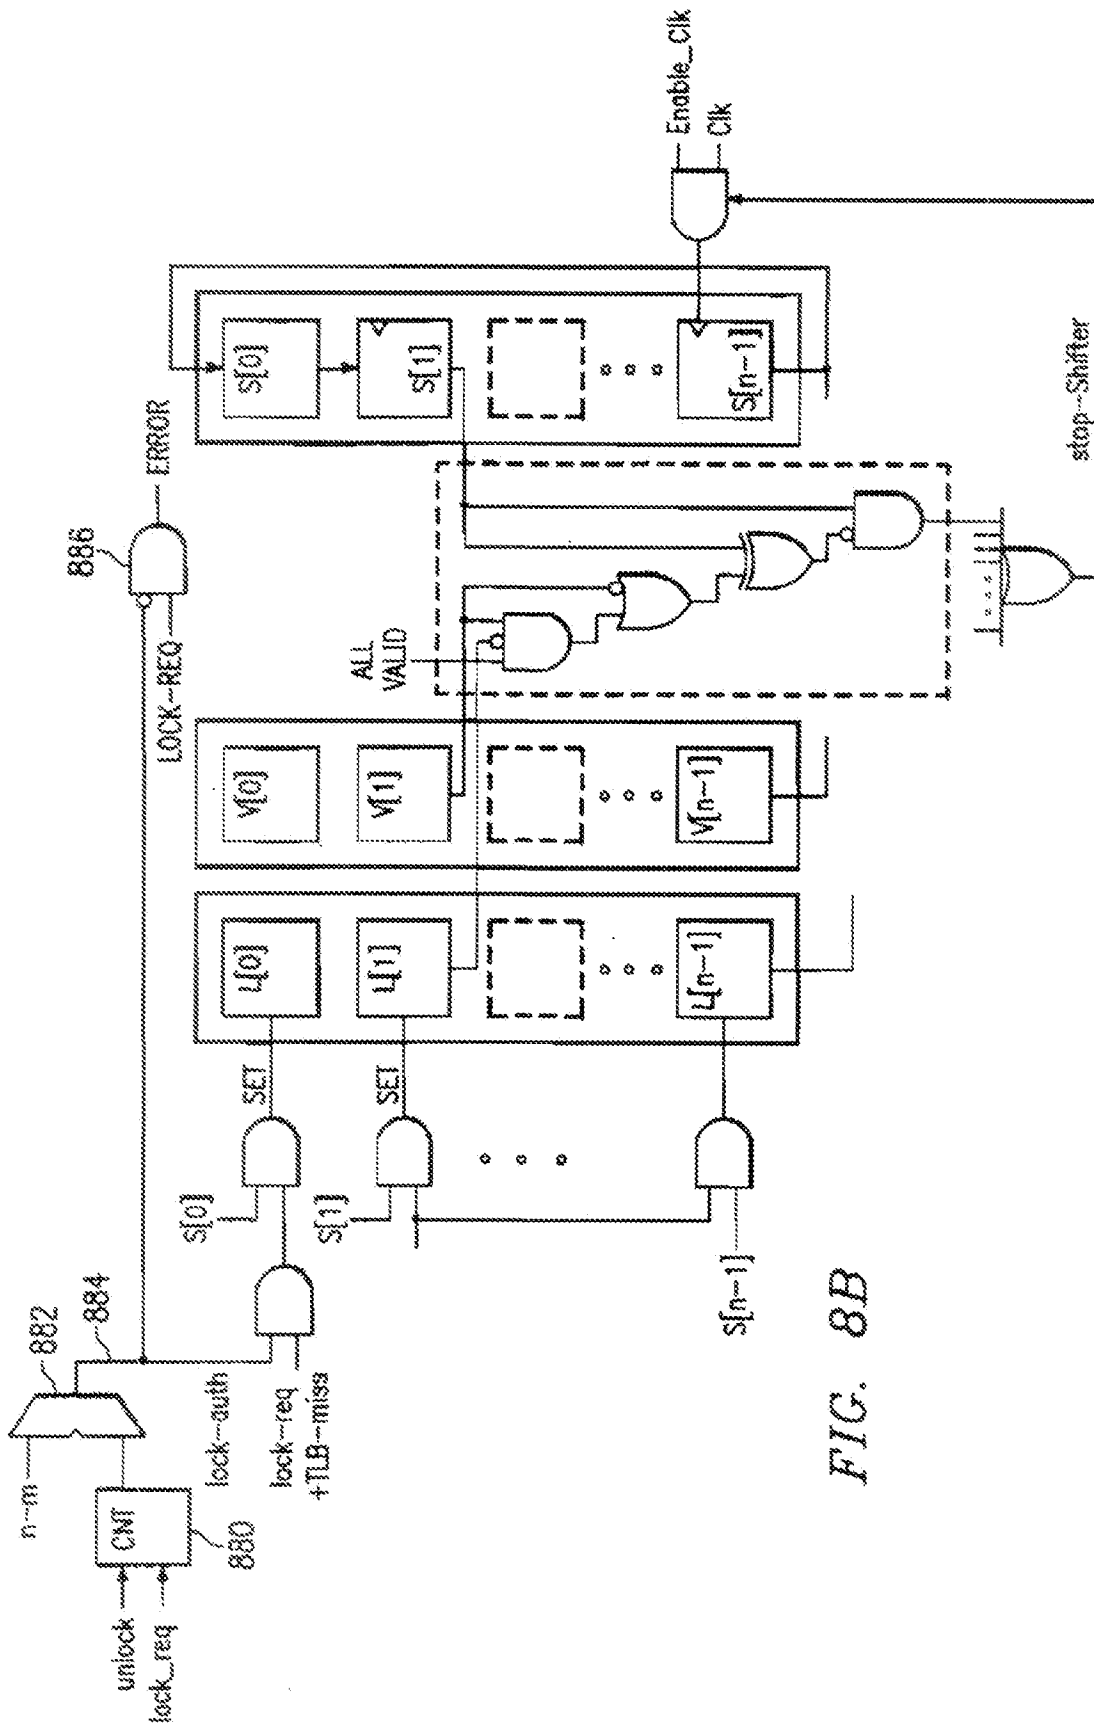 unlock
lock_req
CNT
880
n-m
882
884
lock-auth
lock-req
+TLB-miss
S[0]
SET
S[1]
SET
S[n-1]
L[0]
L[1]
L[n-1]
V[0]
V[1]
V[n-1]
LOCK-REQ
886
ERROR
ALL
VALID
S[0]
S[1]
S[n-1]
Enable_Clk
Clk
stop-Shifter
FIG. 8B